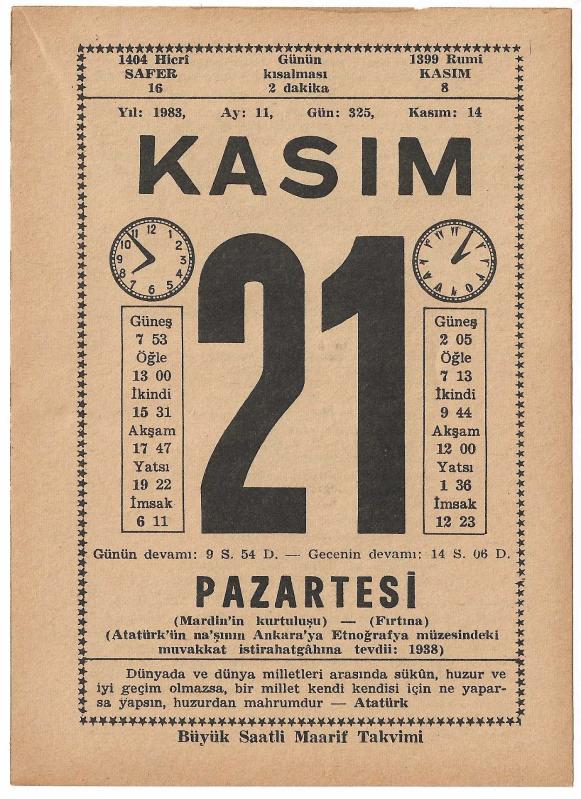 1404 Hicrî Günün 1399 Rumi
SAFER kısalması KASIM
16 2 dakika 8
Yıl: 1983, Ay: 11, Gün: 325, Kasım: 14
KASIM
21
Güneş
7 53
Öğle
13 00
İkindi
15 31
Akşam
17 47
Yatsı
19 22
İmsak
6 11
Güneş
2 05
Öğle
7 13
İkindi
9 44
Akşam
12 00
Yatsı
1 36
İmsak
12 23
Günün devamı: 9 S. 54 D. — Gecenin devamı: 14 S. 06 D.
PAZARTESİ
(Mardin'in kurtuluşu) — (Fırtına)
(Atatürk'ün na'şının Ankara'ya Etnoğrafya müzesindeki
muvakkat istirahatgâhına tevdii: 1938)
Dünyada ve dünya milletleri arasında sükûn, huzur ve
iyi geçim olmazsa, bir millet kendi kendisi için ne yapar-
sa yapsın, huzurdan mahrumdur — Atatürk
Büyük Saatli Maarif Takvimi